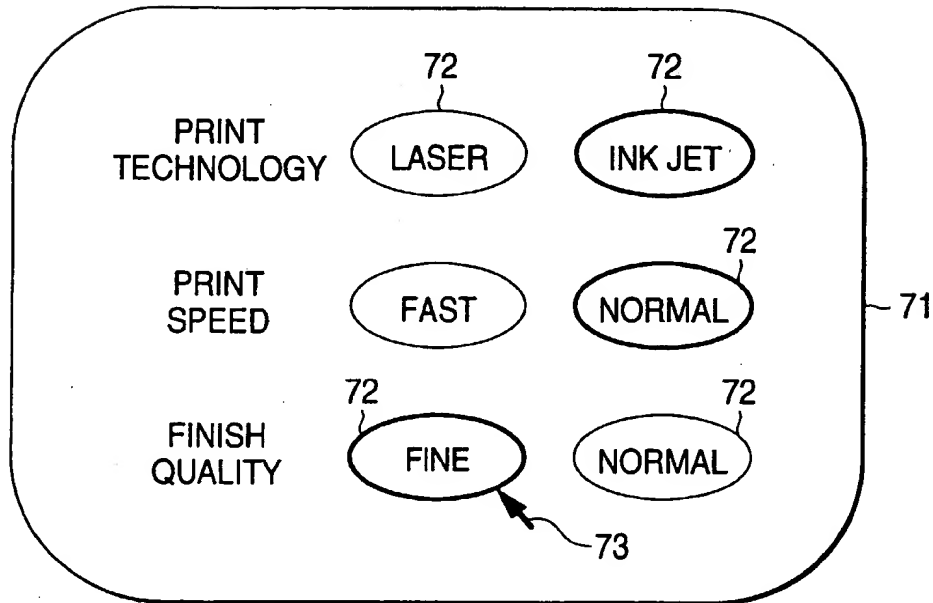 72 72
PRINT
TECHNOLOGY
LASER INK JET
72
PRINT
SPEED
FAST NORMAL
71
72 72
FINISH
QUALITY
FINE NORMAL
73